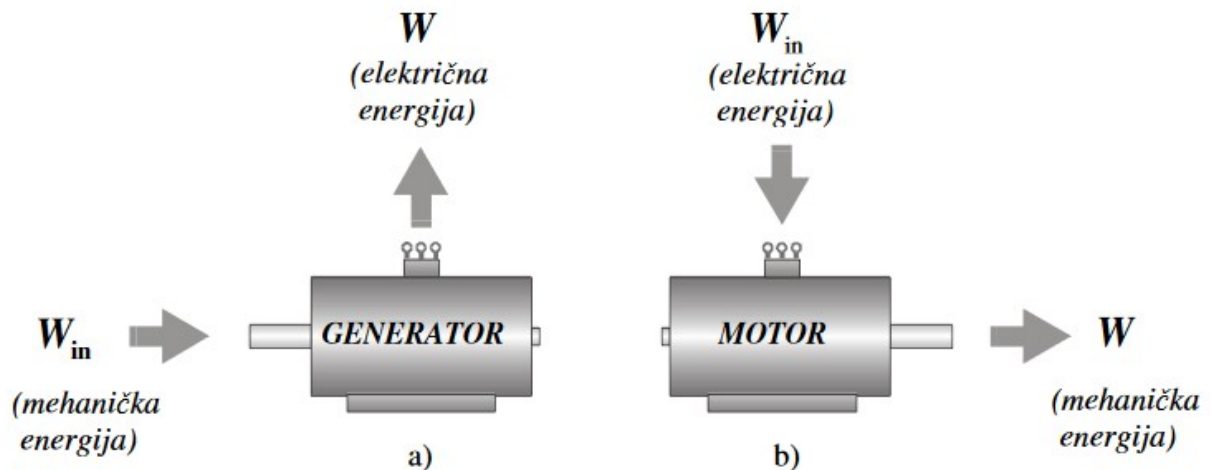 W
(električna
energija)
W_in
(električna
energija)
W_in
GENERATOR
MOTOR
W
(mehanička
energija)
(mehanička
energija)
a)
b)